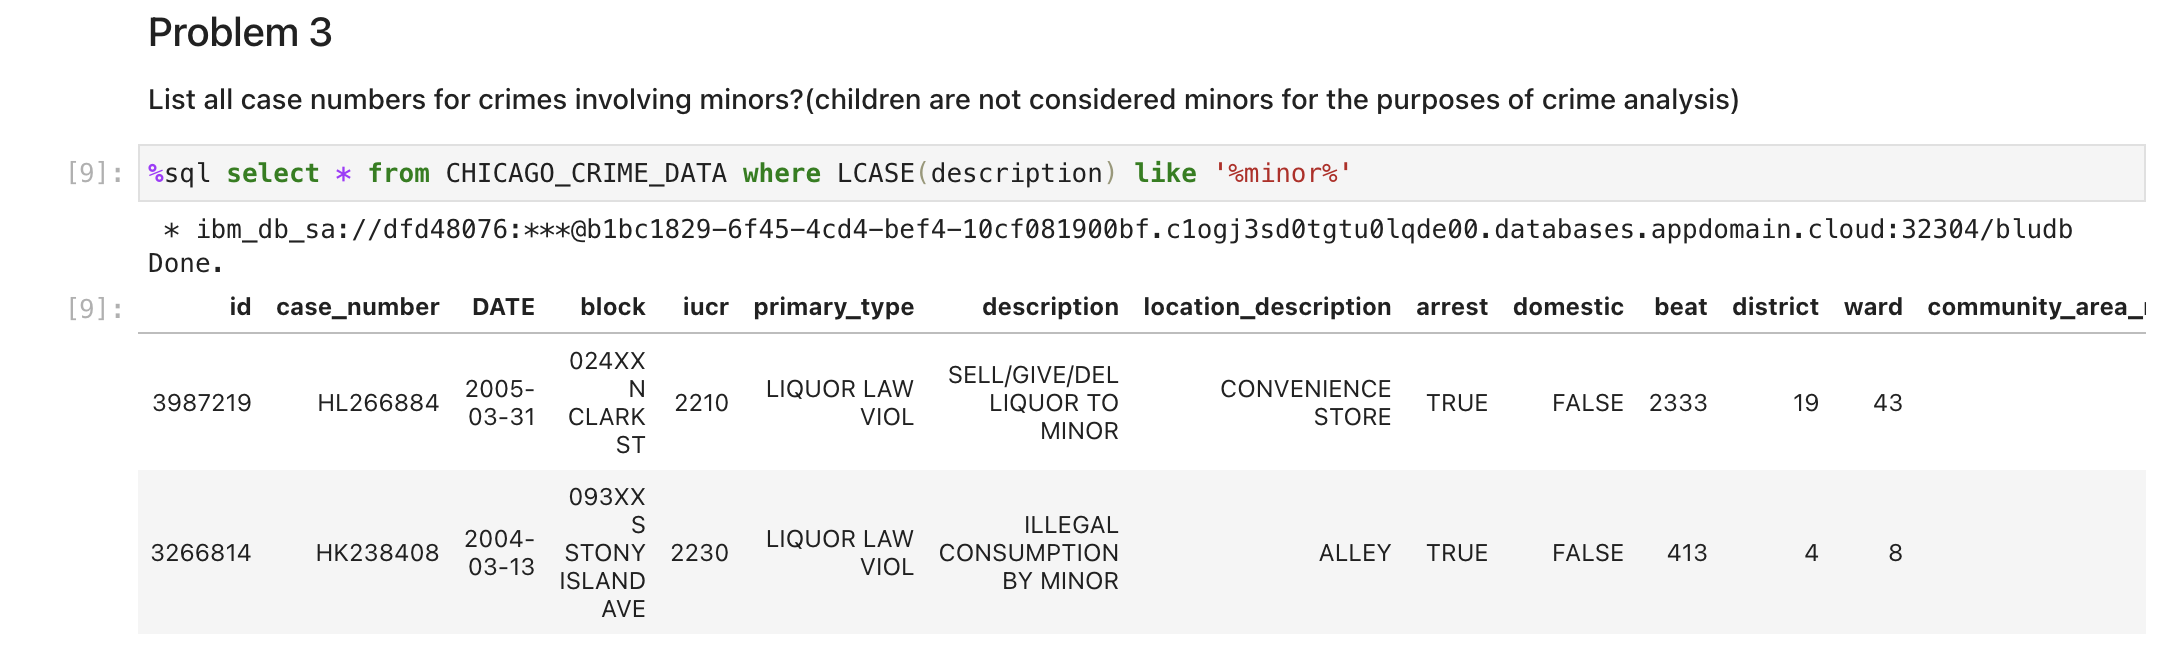 Problem 3
List all case numbers for crimes involving minors?(children are not considered minors for the purposes of crime analysis)
[9]: %sql select * from CHICAGO_CRIME_DATA where LCASE(description) like '%minor%'
* ibm_db_sa://dfd48076:***@b1bc1829-6f45-4cd4-bef4-10cf081900bf.c1ogj3sd0tgtu0lqde00.databases.appdomain.cloud:32304/bludb
Done.
[9]: id case_number DATE block iucr primary_type description location_description arrest domestic beat district ward community_area_
3987219 HL266884 2005-03-31 024XX N CLARK ST 2210 LIQUOR LAW VIOL SELL/GIVE/DEL LIQUOR TO MINOR CONVENIENCE STORE TRUE FALSE 2333 19 43
3266814 HK238408 2004-03-13 093XX S STONY ISLAND AVE 2230 LIQUOR LAW VIOL ILLEGAL CONSUMPTION BY MINOR ALLEY TRUE FALSE 413 4 8